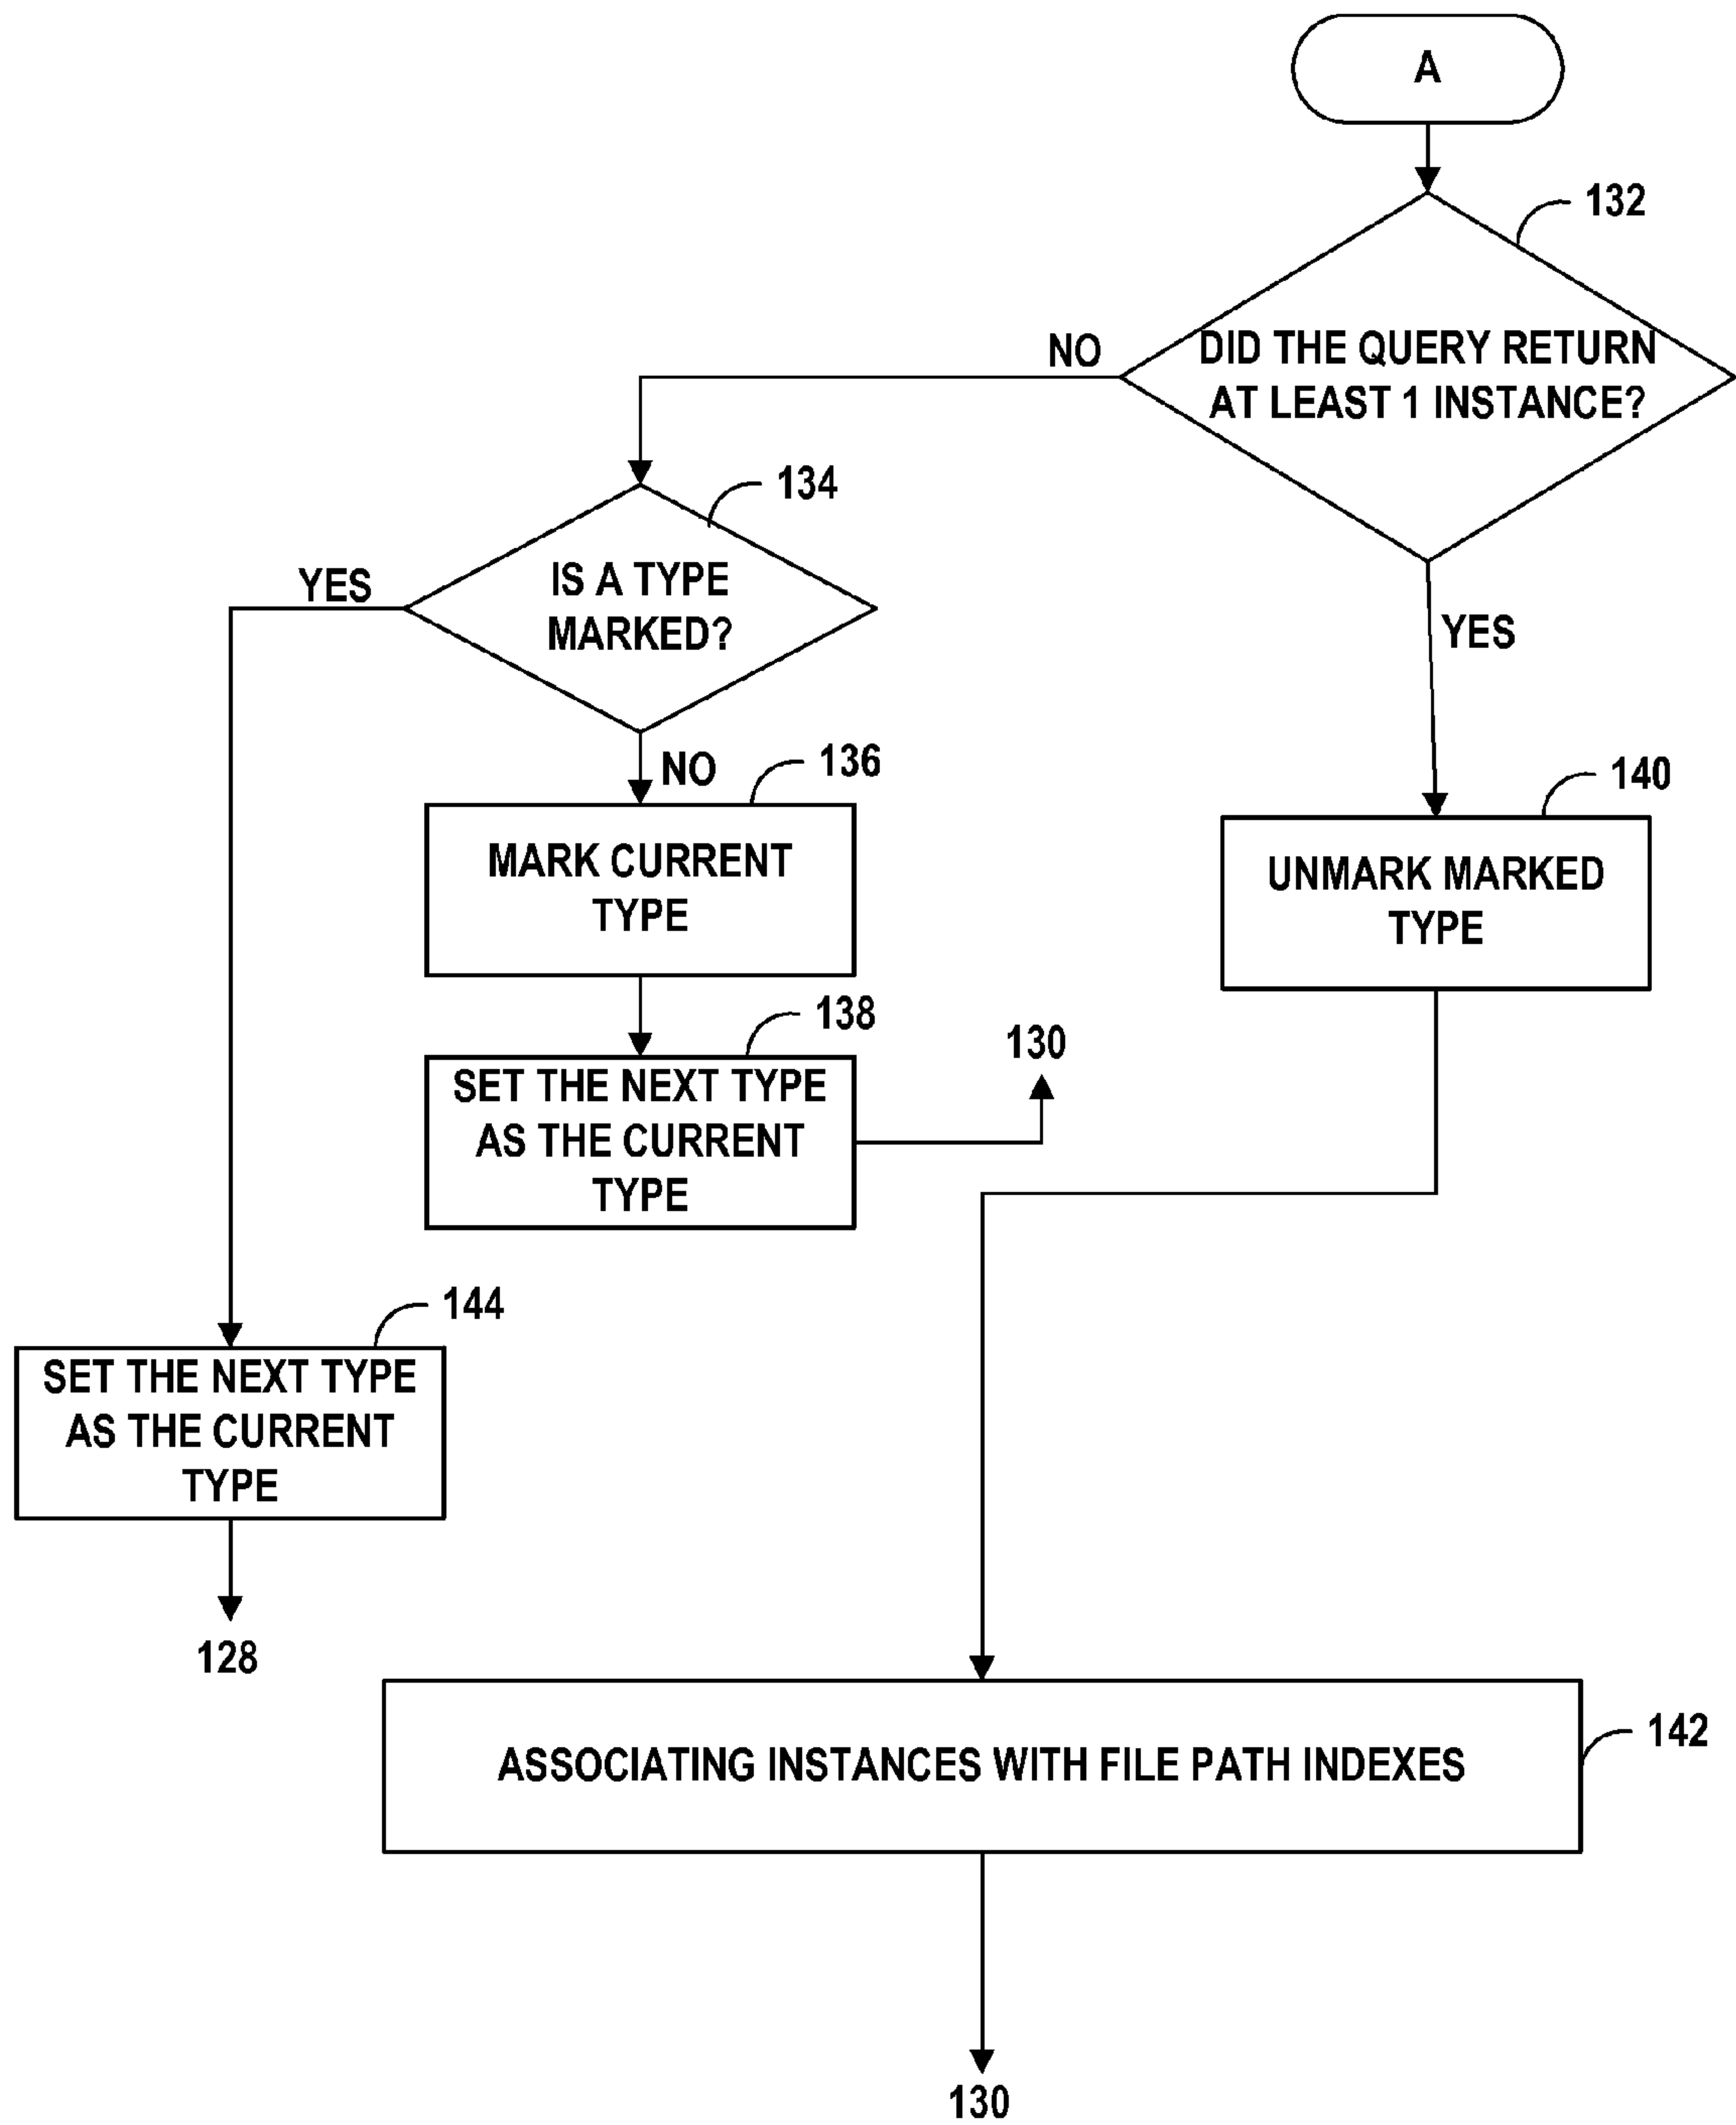 A
132
DID THE QUERY RETURN
AT LEAST 1 INSTANCE?
NO
YES
134
IS A TYPE
MARKED?
YES
NO
136
MARK CURRENT
TYPE
140
UNMARK MARKED
TYPE
138
SET THE NEXT TYPE
AS THE CURRENT
TYPE
130
144
SET THE NEXT TYPE
AS THE CURRENT
TYPE
128
142
ASSOCIATING INSTANCES WITH FILE PATH INDEXES
130